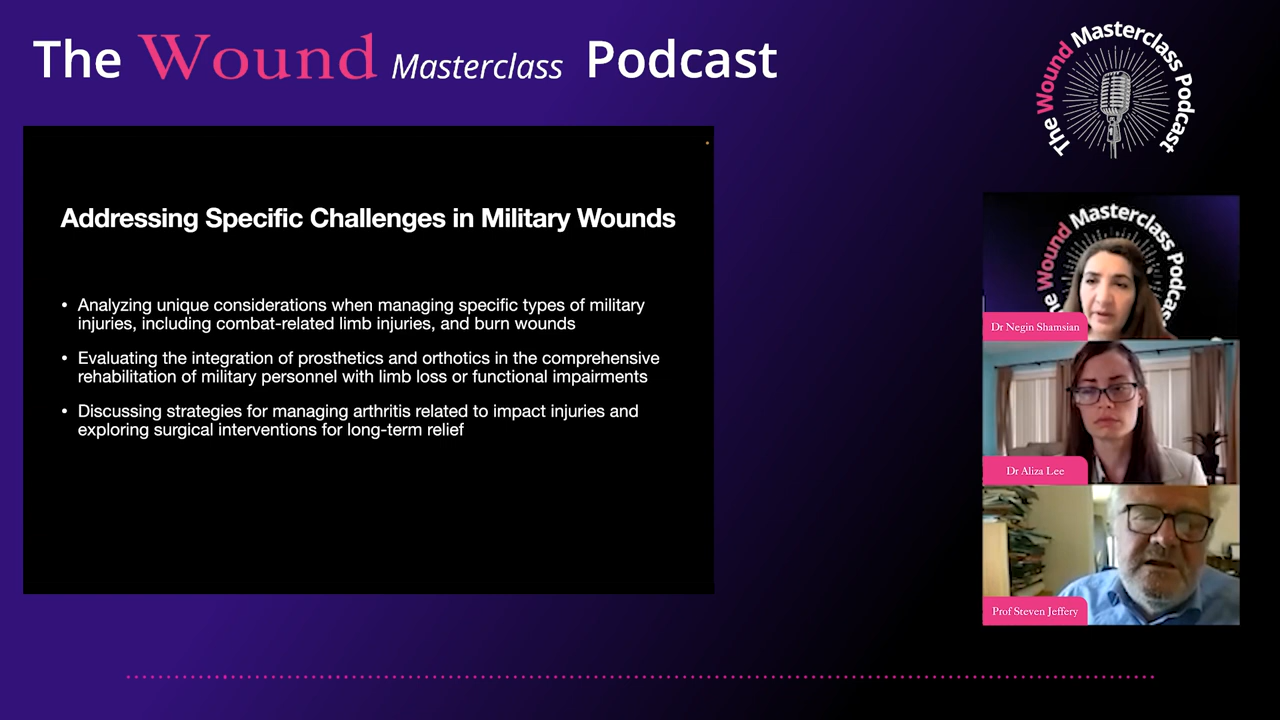 The Wound Masterclass Podcast
The Wound Masterclass Podcast
Addressing Specific Challenges in Military Wounds
• Analyzing unique considerations when managing specific types of military
injuries, including combat-related limb injuries, and burn wounds
• Evaluating the integration of prosthetics and orthotics in the comprehensive
rehabilitation of military personnel with limb loss or functional impairments
• Discussing strategies for managing arthritis related to impact injuries and
exploring surgical interventions for long-term relief
Wound Masterclass Podcast
Dr Negin Shamsian
Dr Aliza Lee
Prof Steven Jeffery